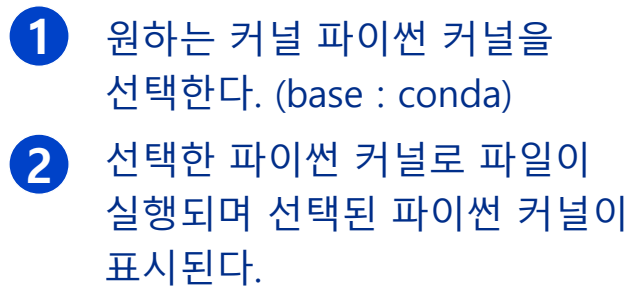 1 원하는 커널 파이썬 커널을
선택한다. (base : conda)
2 선택한 파이썬 커널로 파일이
실행되며 선택된 파이썬 커널이
표시된다.